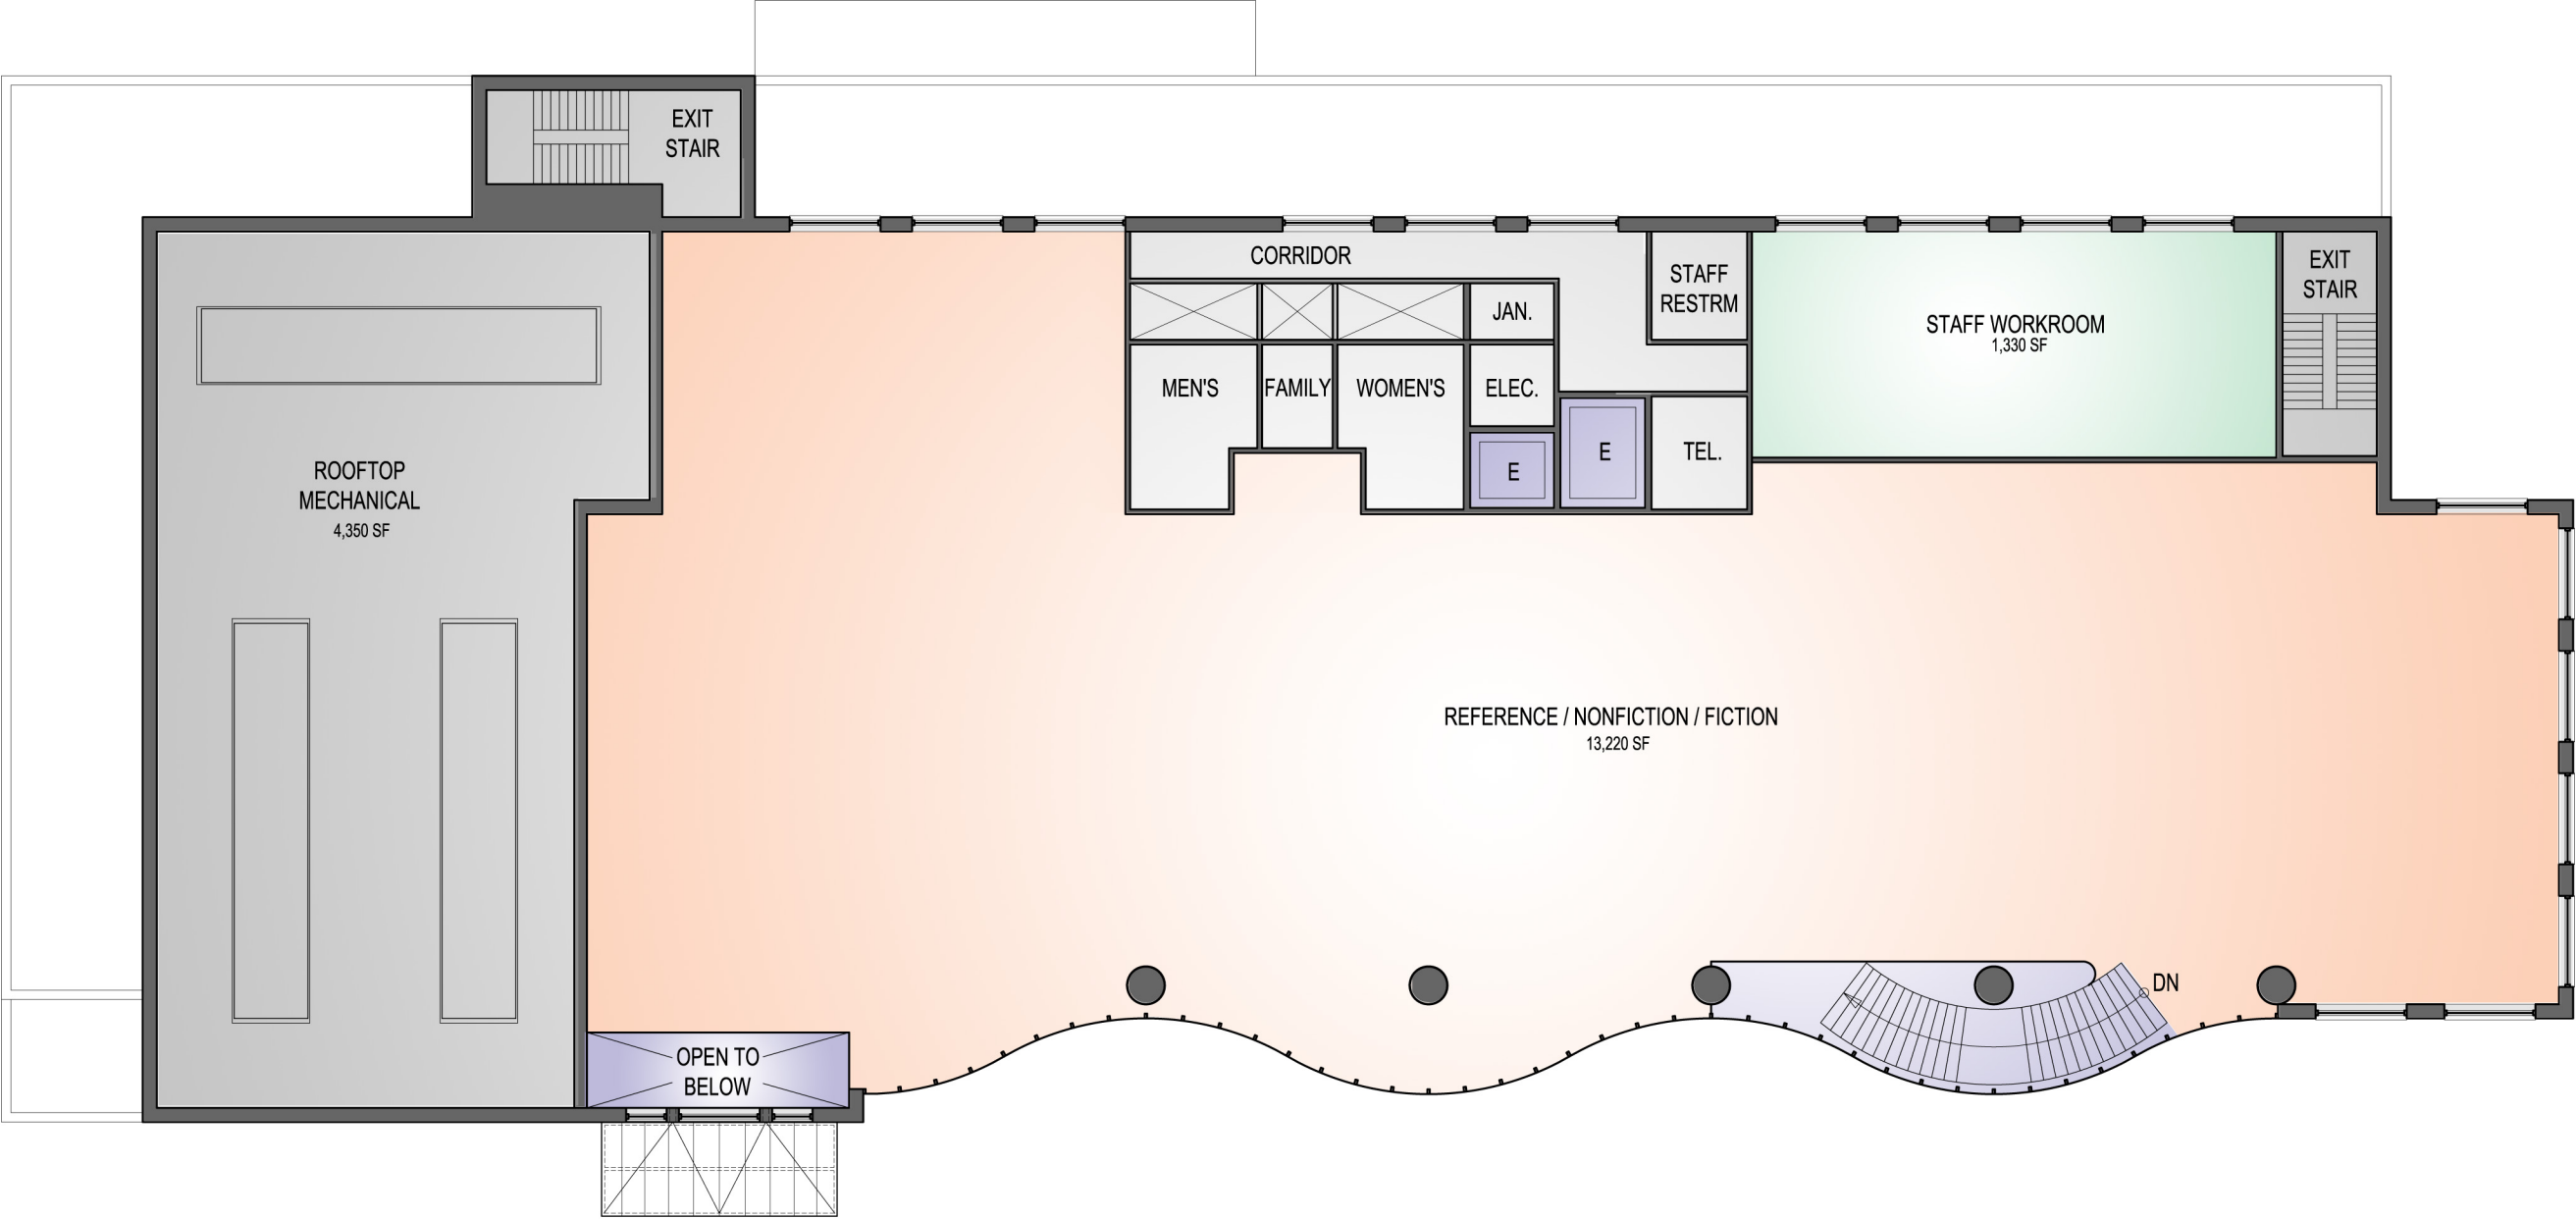 EXIT
STAIR
CORRIDOR
STAFF
RESTRM
EXIT
STAIR
JAN.
STAFF WORKROOM
1,330 SF
MEN'S
FAMILY
WOMEN'S
ELEC.
E
E
TEL.
ROOFTOP
MECHANICAL
4,350 SF
REFERENCE / NONFICTION / FICTION
13,220 SF
DN
OPEN TO
BELOW